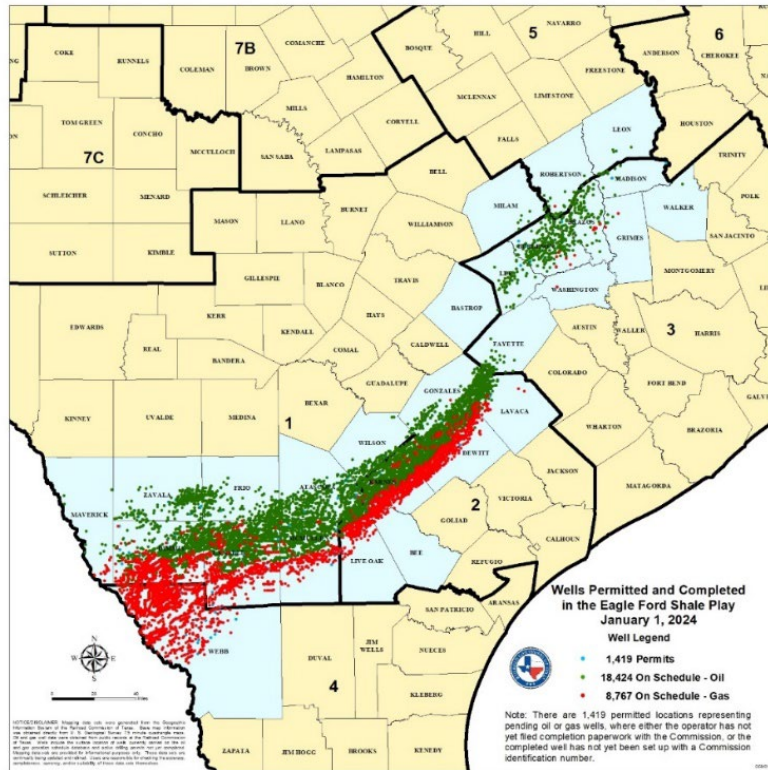 COKE
RUNNELS
COLEMAN
7B
BROWN
COMANCHE
HAMILTON
BOSQUE
HILL
5
NAVARRO
FREESTONE
ANDERSON
6
CHEROKEE
TOM GREEN
CONCHO
MCCULLOCH
MILLS
CORYELL
MCLENNAN
LIMESTONE
7C
SAN SABA
LAMPASAS
FALLS
LEON
HOUSTON
TRINITY
SCHLEICHER
MENARD
BELL
ROBERTSON
MADISON
POLK
MASON
LLANO
BURNET
MILAM
WALKER
SUTTON
KIMBLE
WILLIAMSON
GRIMES
SAN JACINTO
GILLESPIE
BLANCO
TRAVIS
LEE
MONTGOMERY
WASHINGTON
KERR
HAYS
BASTROP
EDWARDS
KENDALL
AUSTIN
WALLER
3
HARRIS
REAL
BANDERA
COMAL
CALDWELL
FAYETTE
GUADALUPE
COLORADO
FORT BEND
KINNEY
UVALDE
MEDINA
1
BEXAR
GONZALES
LAVACA
WILSON
WHARTON
BRAZORIA
DEWITT
MAVERICK
ZAVALA
FRIO
JACKSON
MATAGORDA
2
VICTORIA
GOLIAD
CALHOUN
LIVE OAK
BEE
REFUGIO
ARANSAS
SAN PATRICIO
WEBB
DUVAL
JIM
WELLS
NUECES
4
KLEBERG
ZAPATA
JIM HOGG
BROOKS
KENEDY
N
W
E
S
Wells Permitted and Completed
in the Eagle Ford Shale Play
January 1, 2024
Well Legend
1,419 Permits
18,424 On Schedule - Oil
8,767 On Schedule - Gas
Note: There are 1,419 permitted locations representing
pending oil or gas wells, where either the operator has not
yet filed completion paperwork with the Commission, or the
completed well has not yet been set up with a Commission
identification number.